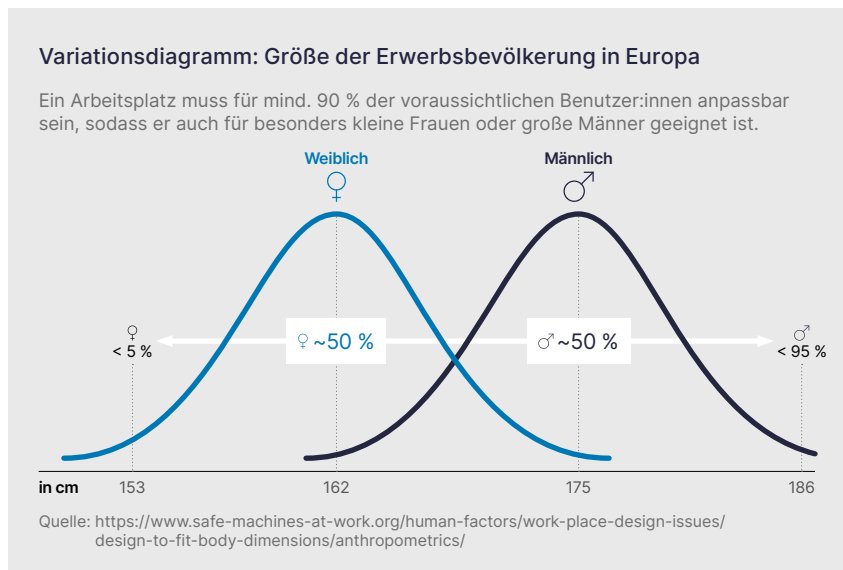 Variationsdiagramm: Größe der Erwerbsbevölkerung in Europa
Ein Arbeitsplatz muss für mind. 90 % der voraussichtlichen Benutzer:innen anpassbar
sein, sodass er auch für besonders kleine Frauen oder große Männer geeignet ist.
Weiblich
Männlich
♀
♂
♀
< 5 %
♀ ~50 %
♂ ~50 %
♂
< 95 %
in cm
153
162
175
186
Quelle: https://www.safe-machines-at-work.org/human-factors/work-place-design-issues/
design-to-fit-body-dimensions/anthropometrics/